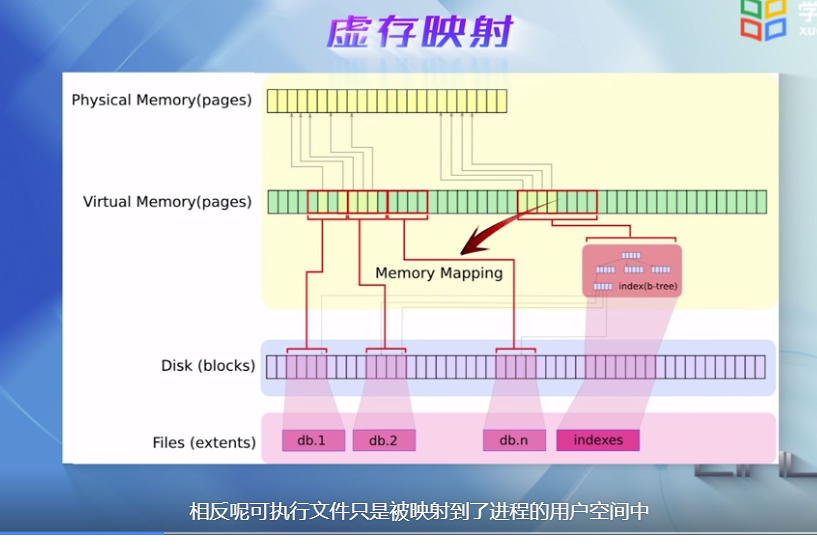 虚存映射
学
xu
Physical Memory(pages)
Virtual Memory(pages)
Memory Mapping
index(b-tree)
Disk (blocks)
Files (extents)
db.1
db.2
db.n
indexes
相反呢可执行文件只是被映射到了进程的用户空间中